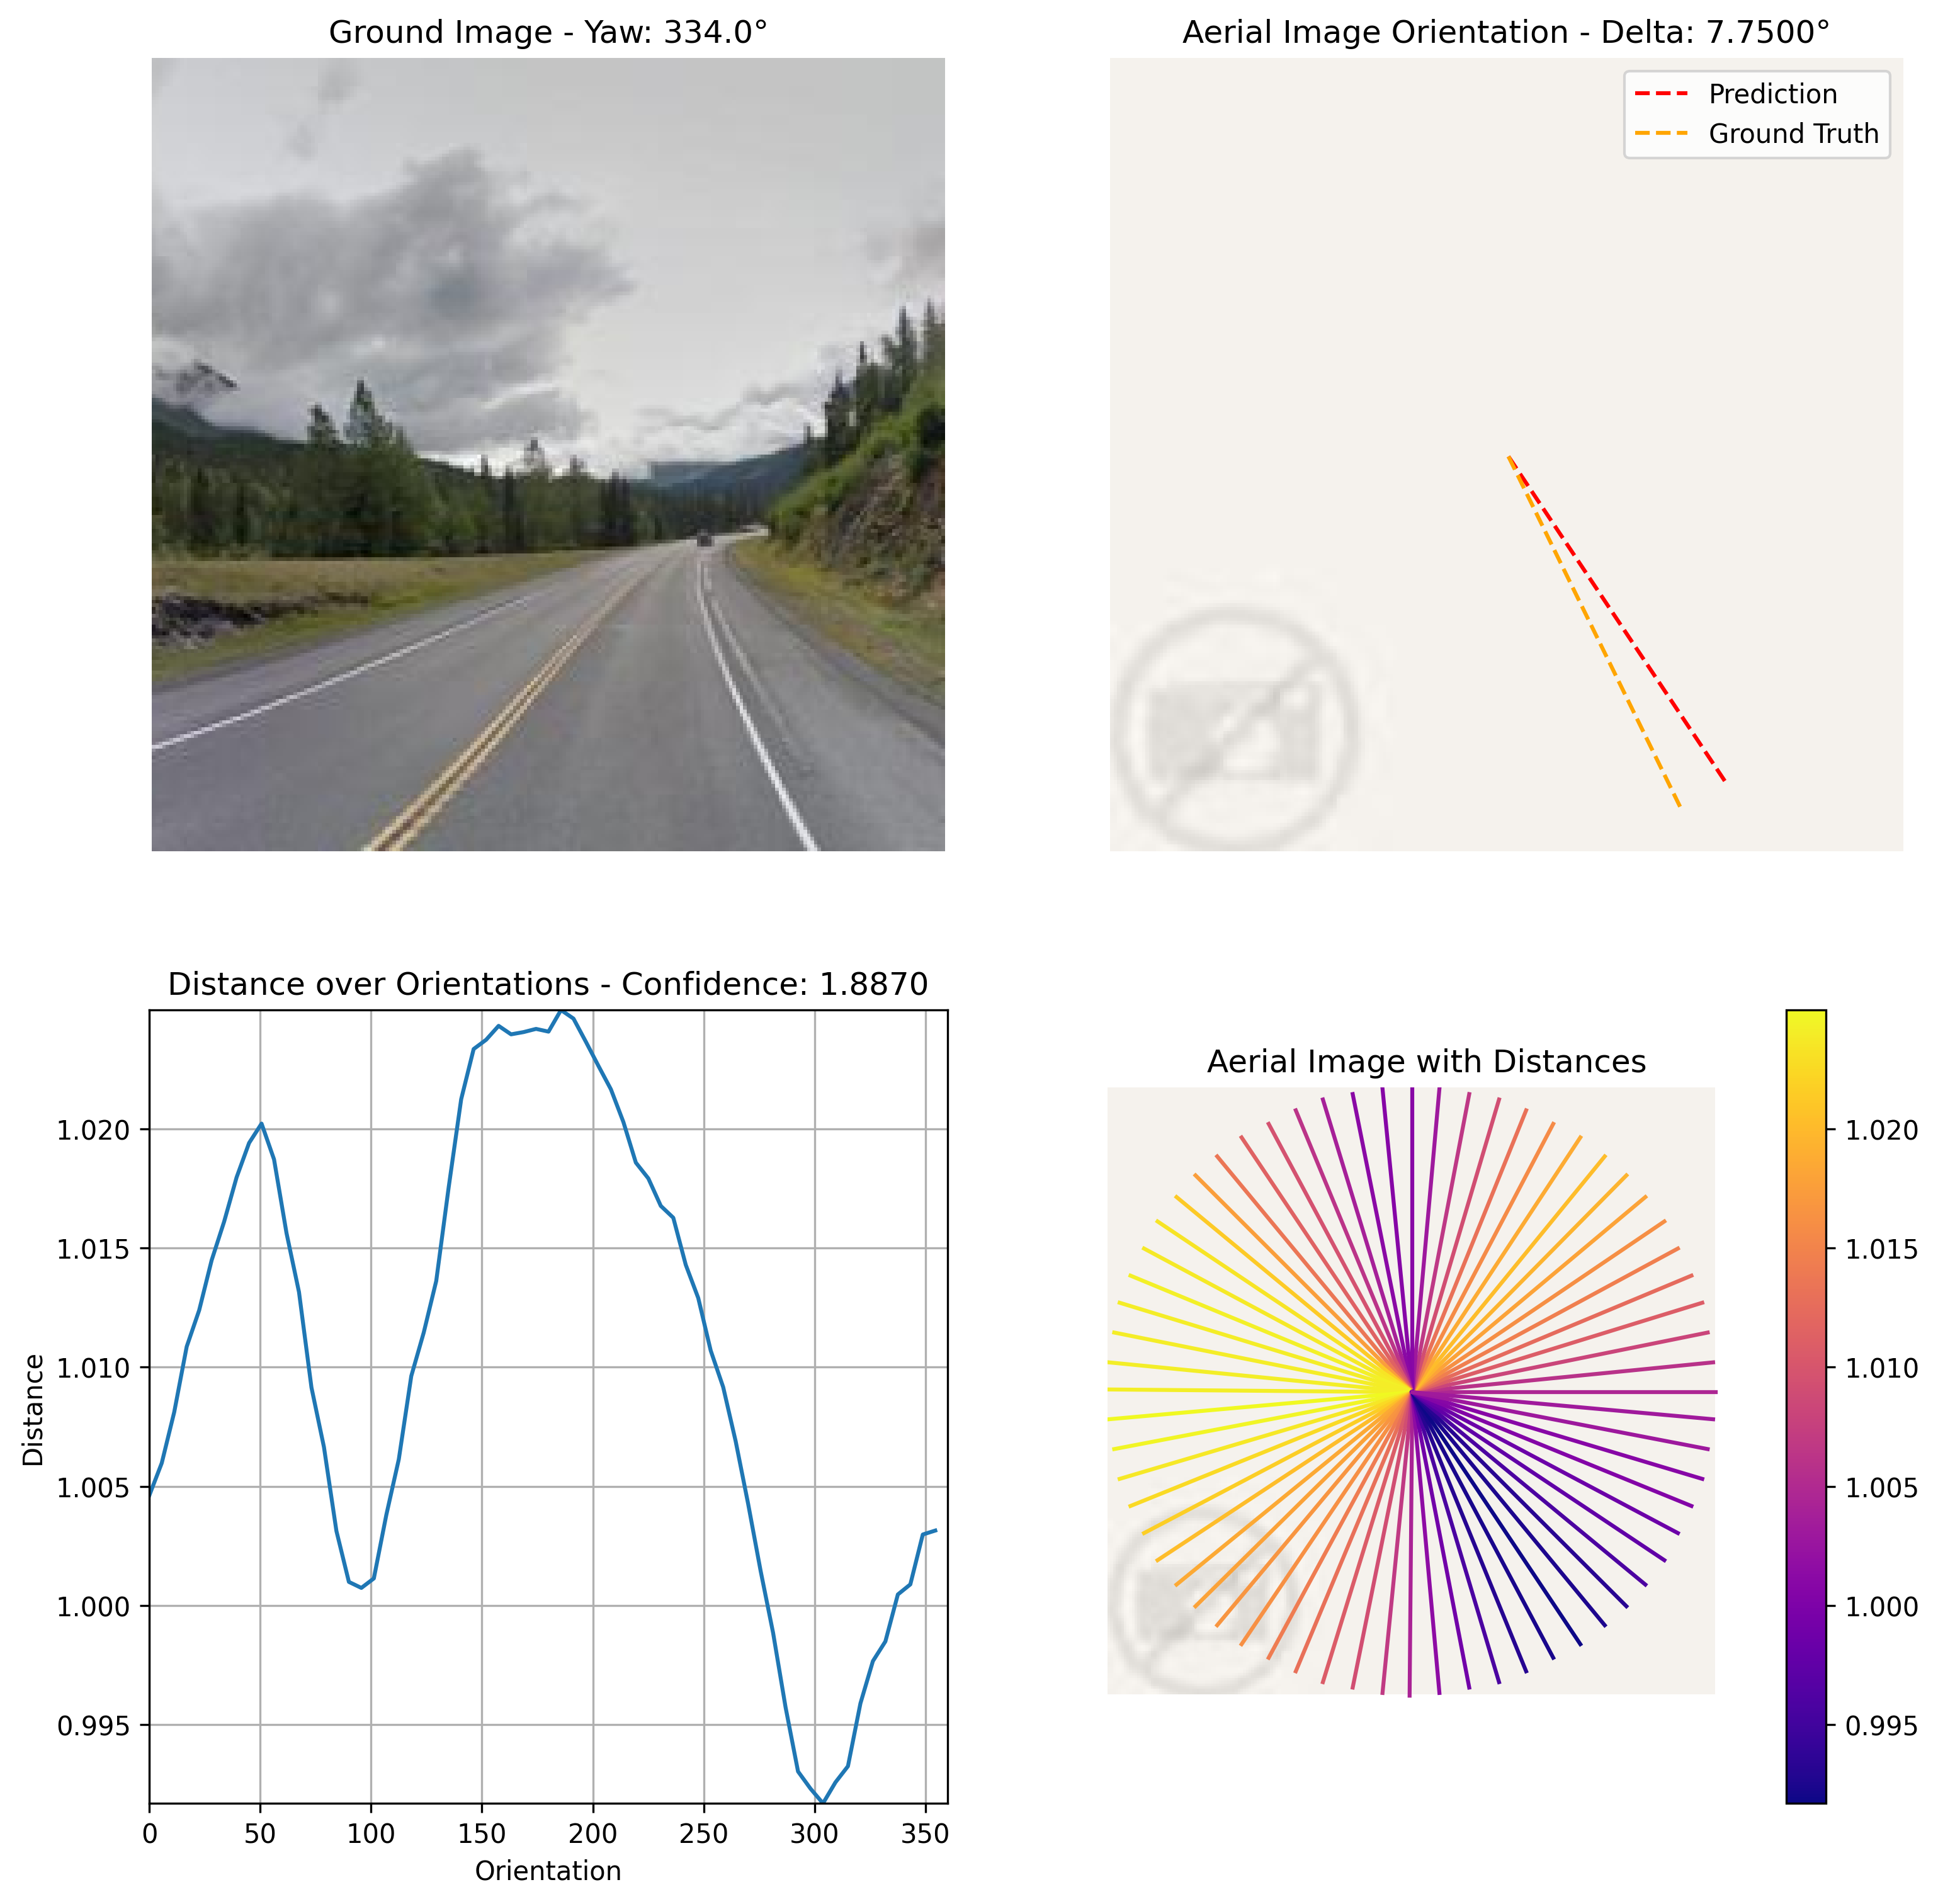 Ground Image - Yaw: 334.0°
Aerial Image Orientation - Delta: 7.7500°
Prediction
Ground Truth
Distance over Orientations - Confidence: 1.8870
Distance
1.020
1.015
1.010
1.005
1.000
0.995
0
50
100
150
200
250
300
350
Orientation
Aerial Image with Distances
1.020
1.015
1.010
1.005
1.000
0.995